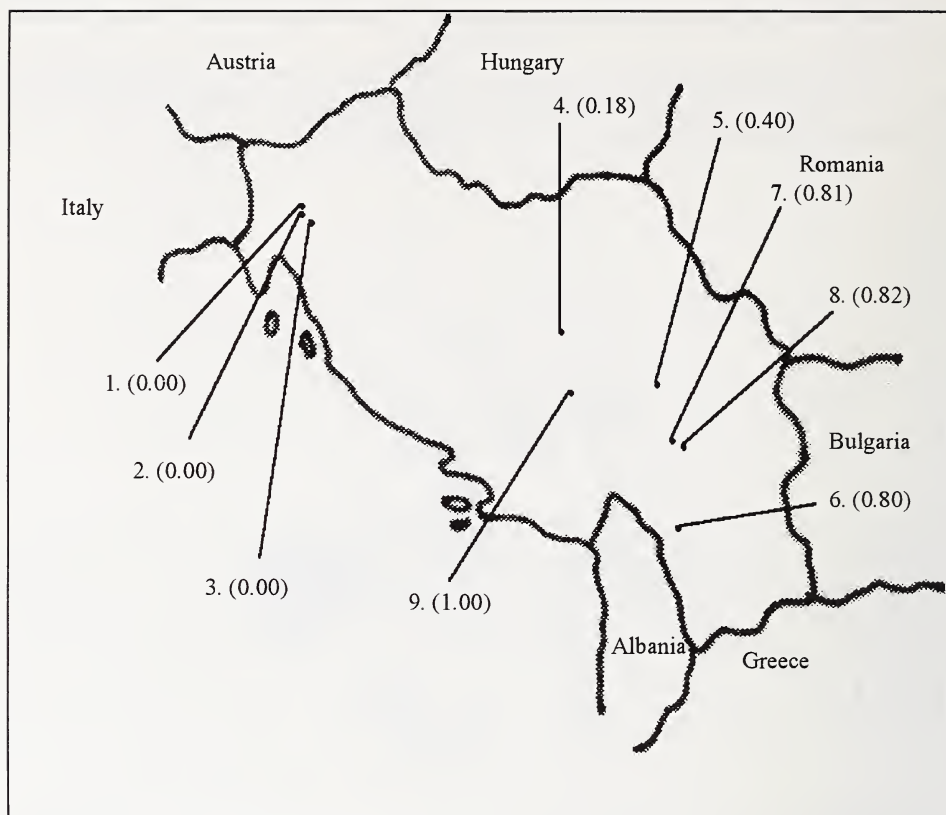 Austria
Hungary
4. (0.18)
5. (0.40)
Romania
7. (0.81)
Italy
8. (0.82)
1. (0.00)
Bulgaria
2. (0.00)
6. (0.80)
3. (0.00)
9. (1.00)
Albania
Greece